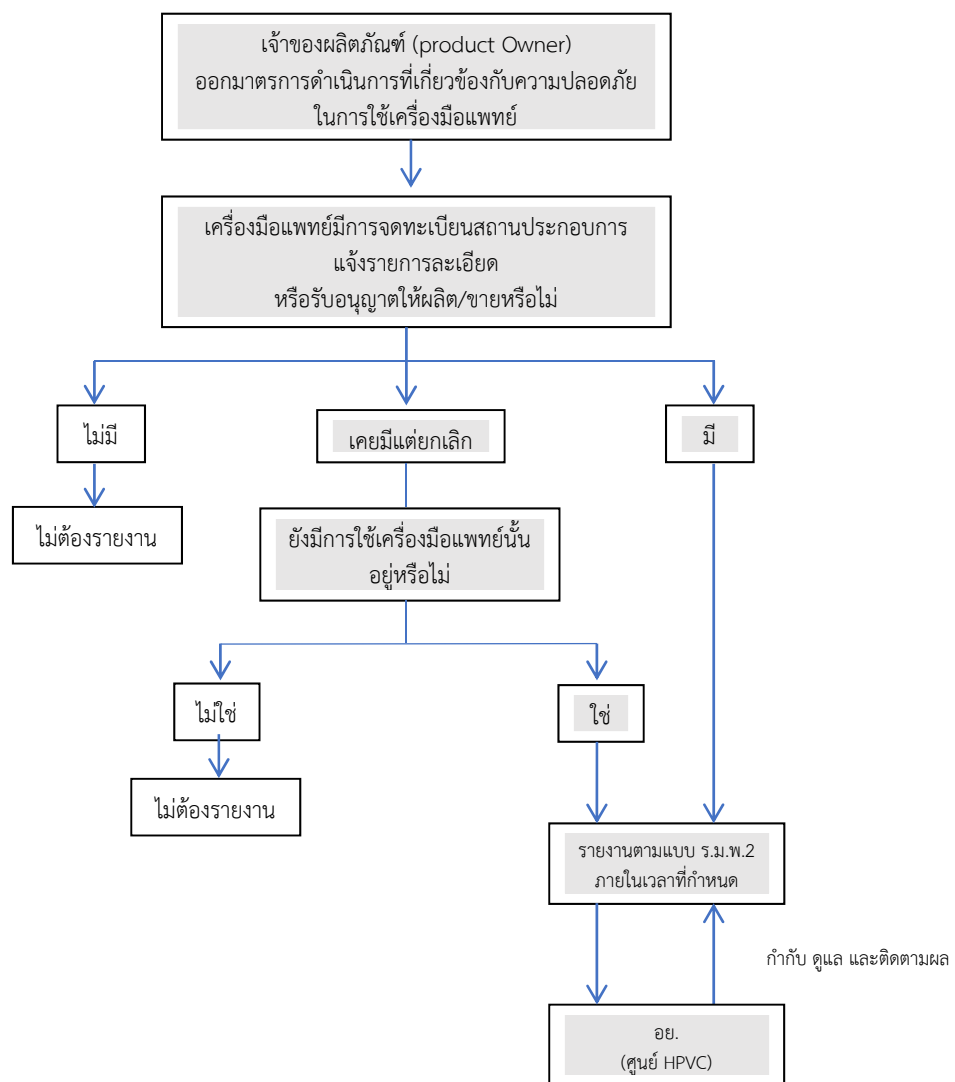 เจ้าของผลิตภัณฑ์ (product Owner)
ออกมาตรการดำเนินการที่เกี่ยวข้องกับความปลอดภัย
ในการใช้เครื่องมือแพทย์
เครื่องมือแพทย์มีการจดทะเบียนสถานประกอบการ
แจ้งรายการละเอียด
หรือรับอนุญาตให้ผลิต/ขายหรือไม่
ไม่มี
เคยมีแต่ยกเลิก
มี
ไม่ต้องรายงาน
ยังมีการใช้เครื่องมือแพทย์นั้น
อยู่หรือไม่
ไม่ใช่
ใช่
ไม่ต้องรายงาน
รายงานตามแบบ ร.ม.พ.2
ภายในเวลาที่กำหนด
กำกับ ดูแล และติดตามผล
อย.
(ศูนย์ HPVC)